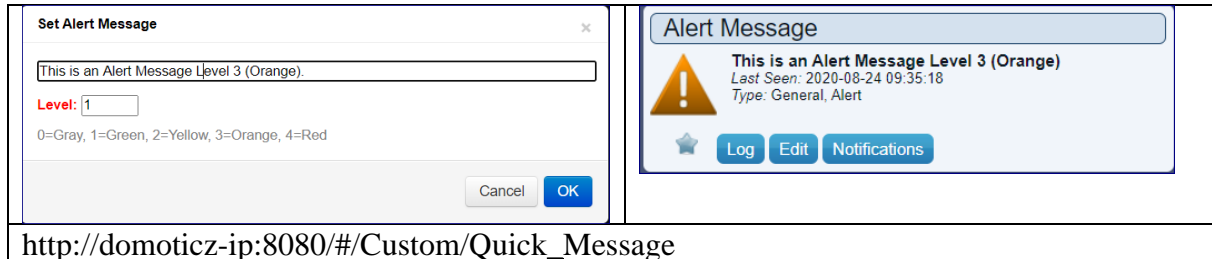 Set Alert Message
×
This is an Alert Message Level 3 (Orange).
Level: 1
0=Gray, 1=Green, 2=Yellow, 3=Orange, 4=Red
Cancel OK
Alert Message
This is an Alert Message Level 3 (Orange)
Last Seen: 2020-08-24 09:35:18
Type: General, Alert
Log Edit Notifications
http://domoticz-ip:8080/#/Custom/Quick_Message